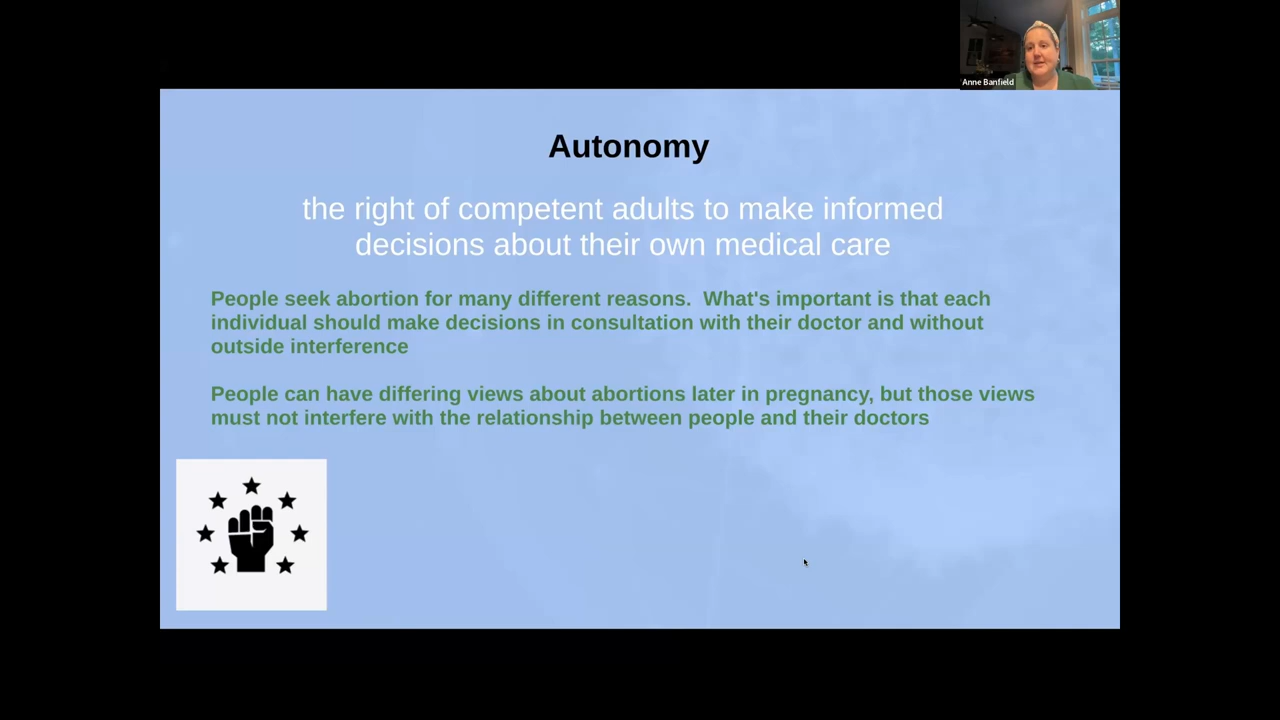 Anne Banfield
Autonomy
the right of competent adults to make informed
decisions about their own medical care
People seek abortion for many different reasons.  What's important is that each
individual should make decisions in consultation with their doctor and without
outside interference
People can have differing views about abortions later in pregnancy, but those views
must not interfere with the relationship between people and their doctors